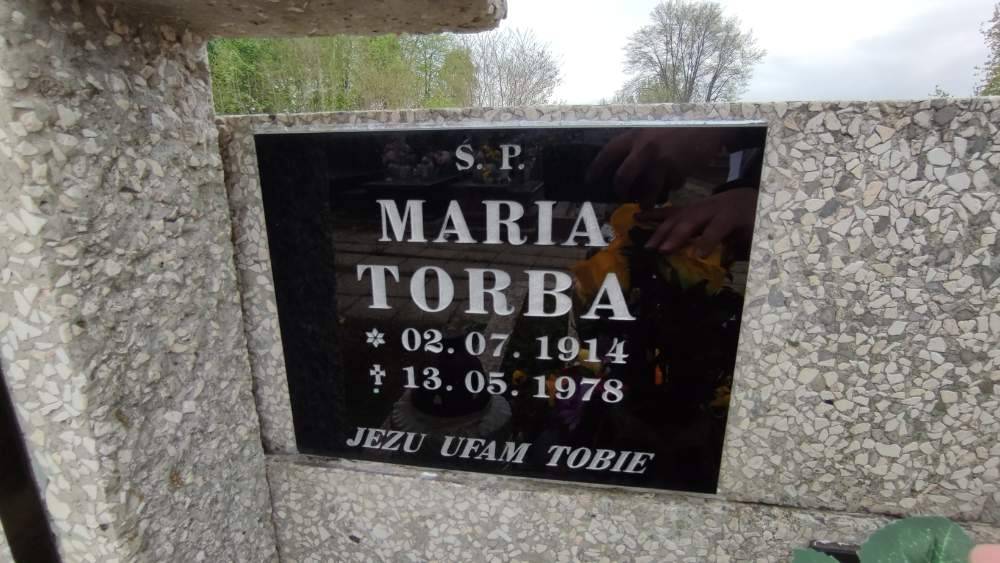 Ś. P.
MARIA
TORBA
* 02.07.1914
✝ 13.05.1978
JEZU UFAM TOBIE